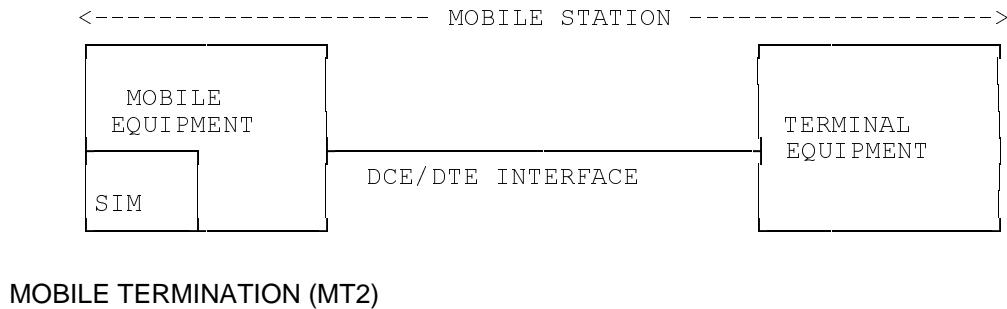 <-------------------- MOBILE STATION ------------------>
MOBILE
EQUIPMENT
TERMINAL
EQUIPMENT
DCE/DTE INTERFACE
SIM
MOBILE TERMINATION (MT2)